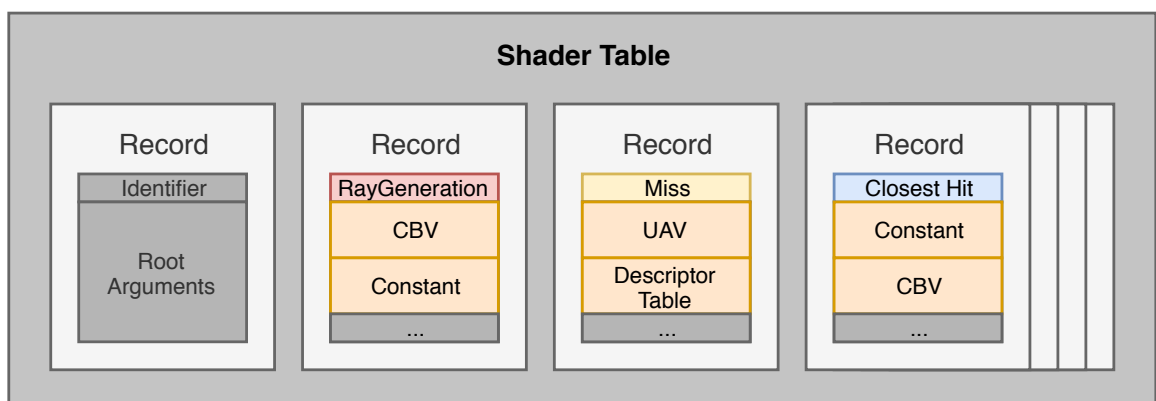 Shader Table
Record
Identifier
Root
Arguments
Record
RayGeneration
CBV
Constant
...
Record
Miss
UAV
Descriptor
Table
...
Record
Closest Hit
Constant
CBV
...